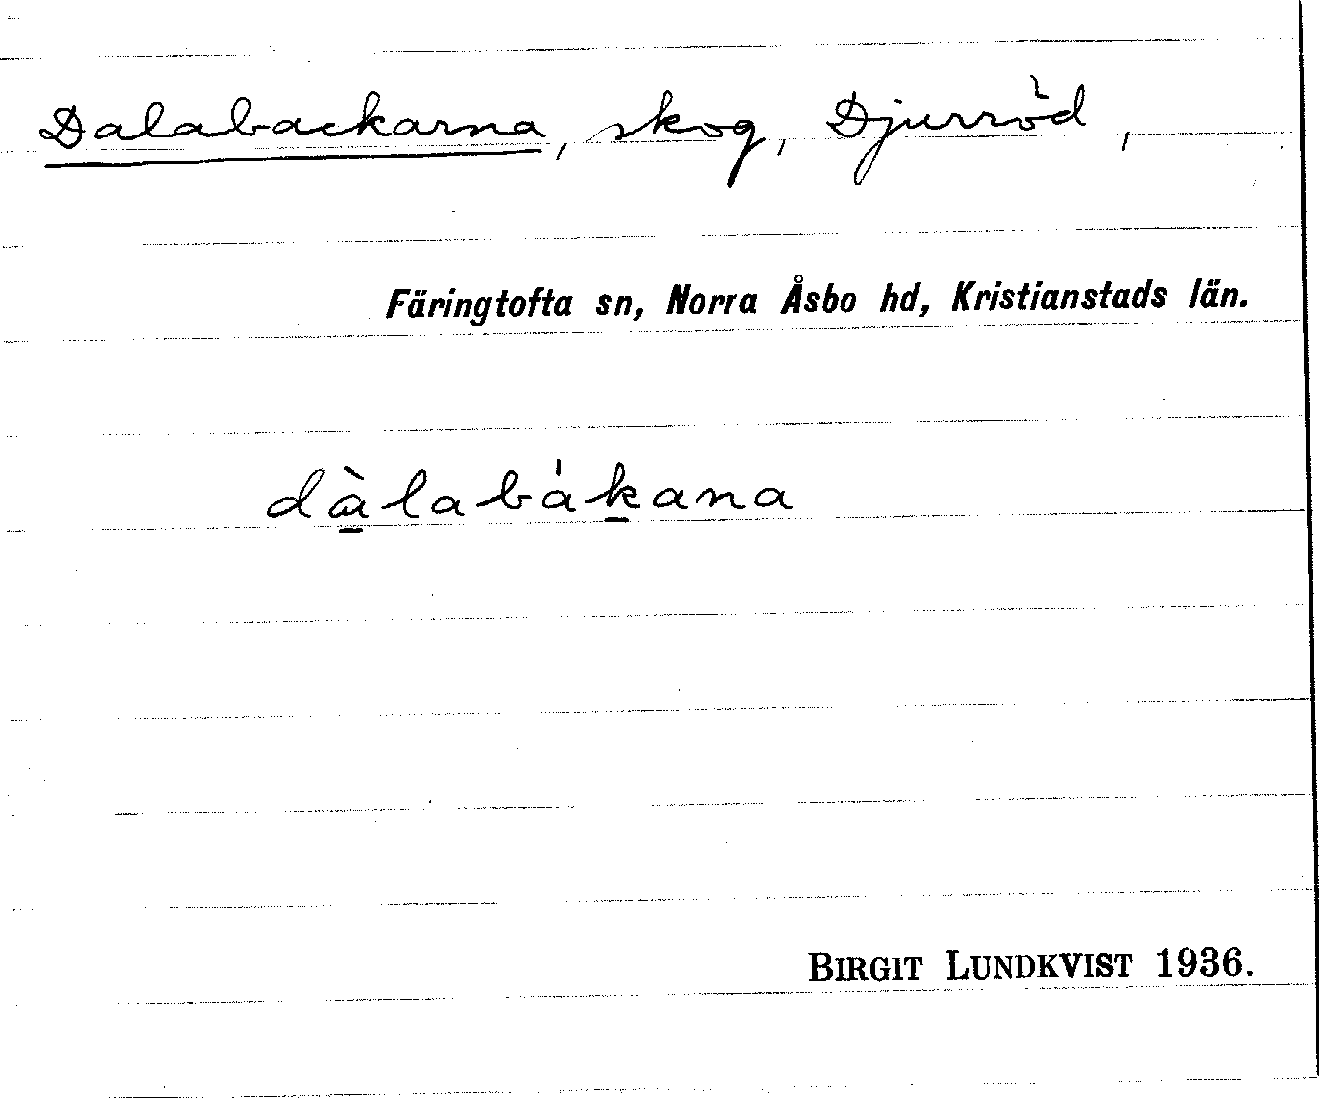 Dalabackarna, skog, Djurröd,
Färingtofta sn, Norra Åsbo hd, Kristianstads län.
dàlabákana
BIRGIT LUNDKVIST 1936.